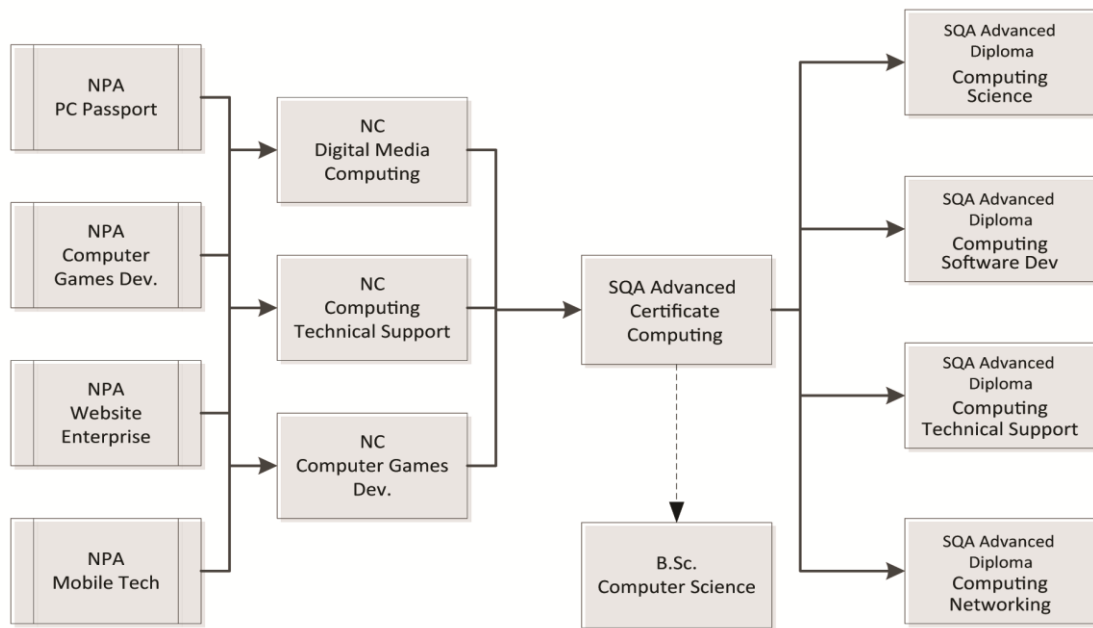 NPA
PC Passport
NPA
Computer
Games Dev.
NPA
Website
Enterprise
NPA
Mobile Tech
NC
Digital Media
Computing
NC
Computing
Technical Support
NC
Computer Games
Dev.
SQA Advanced
Certificate
Computing
B.Sc.
Computer Science
SQA Advanced
Diploma
Computing
Science
SQA Advanced
Diploma
Computing
Software Dev
SQA Advanced
Diploma
Computing
Technical Support
SQA Advanced
Diploma
Computing
Networking